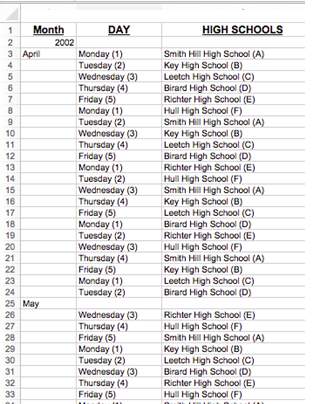 1 Month DAY HIGH SCHOOLS
2 2002
3 April Monday (1) Smith Hill High School (A)
4 Tuesday (2) Key High School (B)
5 Wednesday (3) Leetch High School (C)
6 Thursday (4) Birard High School (D)
7 Friday (5) Richter High School (E)
8 Monday (1) Hull High School (F)
9 Tuesday (2) Smith Hill High School (A)
10 Wednesday (3) Key High School (B)
11 Thursday (4) Leetch High School (C)
12 Friday (5) Birard High School (D)
13 Monday (1) Richter High School (E)
14 Tuesday (2) Hull High School (F)
15 Wednesday (3) Smith Hill High School (A)
16 Thursday (4) Key High School (B)
17 Friday (5) Leetch High School (C)
18 Monday (1) Birard High School (D)
19 Tuesday (2) Richter High School (E)
20 Wednesday (3) Hull High School (F)
21 Thursday (4) Smith Hill High School (A)
22 Friday (5) Key High School (B)
23 Monday (1) Leetch High School (C)
24 Tuesday (2) Birard High School (D)
25 May
26 Wednesday (3) Richter High School (E)
27 Thursday (4) Hull High School (F)
28 Friday (5) Smith Hill High School (A)
29 Monday (1) Key High School (B)
30 Tuesday (2) Leetch High School (C)
31 Wednesday (3) Birard High School (D)
32 Thursday (4) Richter High School (E)
33 Friday (5) Hull High School (F)